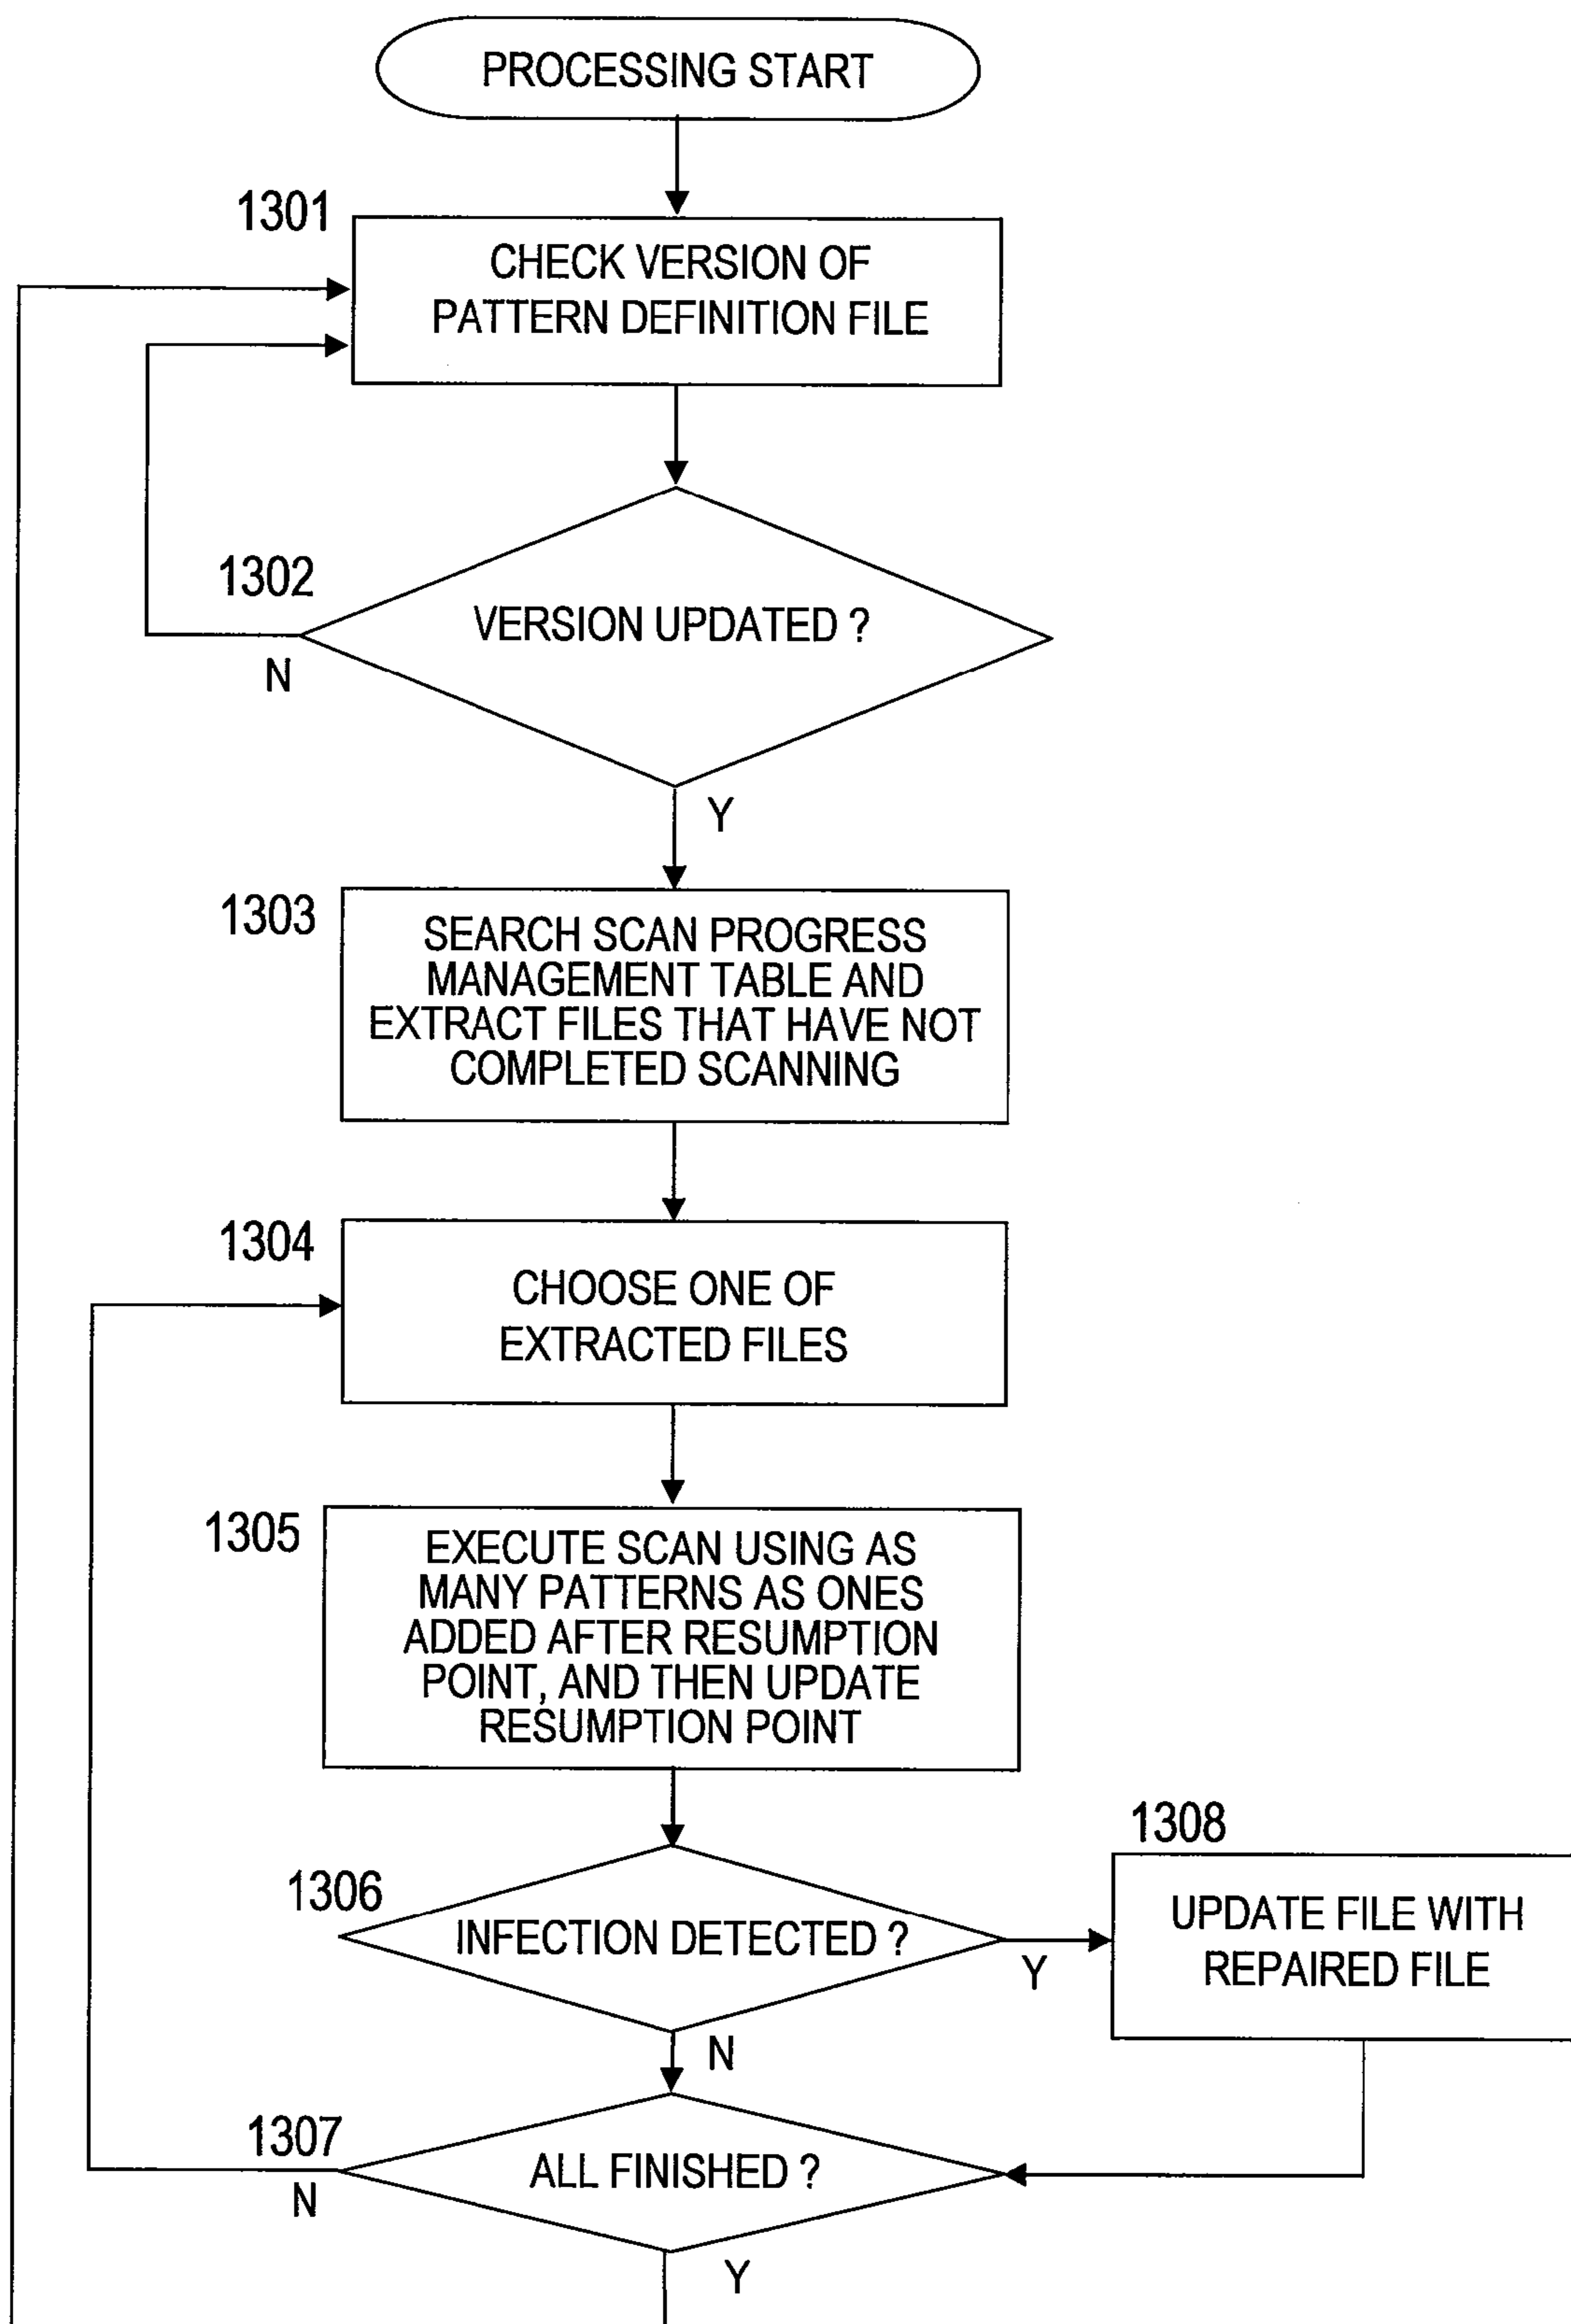 PROCESSING START
1301
CHECK VERSION OF
PATTERN DEFINITION FILE
1302
VERSION UPDATED ?
N
Y
1303
SEARCH SCAN PROGRESS
MANAGEMENT TABLE AND
EXTRACT FILES THAT HAVE NOT
COMPLETED SCANNING
1304
CHOOSE ONE OF
EXTRACTED FILES
1305
EXECUTE SCAN USING AS
MANY PATTERNS AS ONES
ADDED AFTER RESUMPTION
POINT, AND THEN UPDATE
RESUMPTION POINT
1306
INFECTION DETECTED ?
Y
N
1308
UPDATE FILE WITH
REPAIRED FILE
1307
ALL FINISHED ?
N
Y